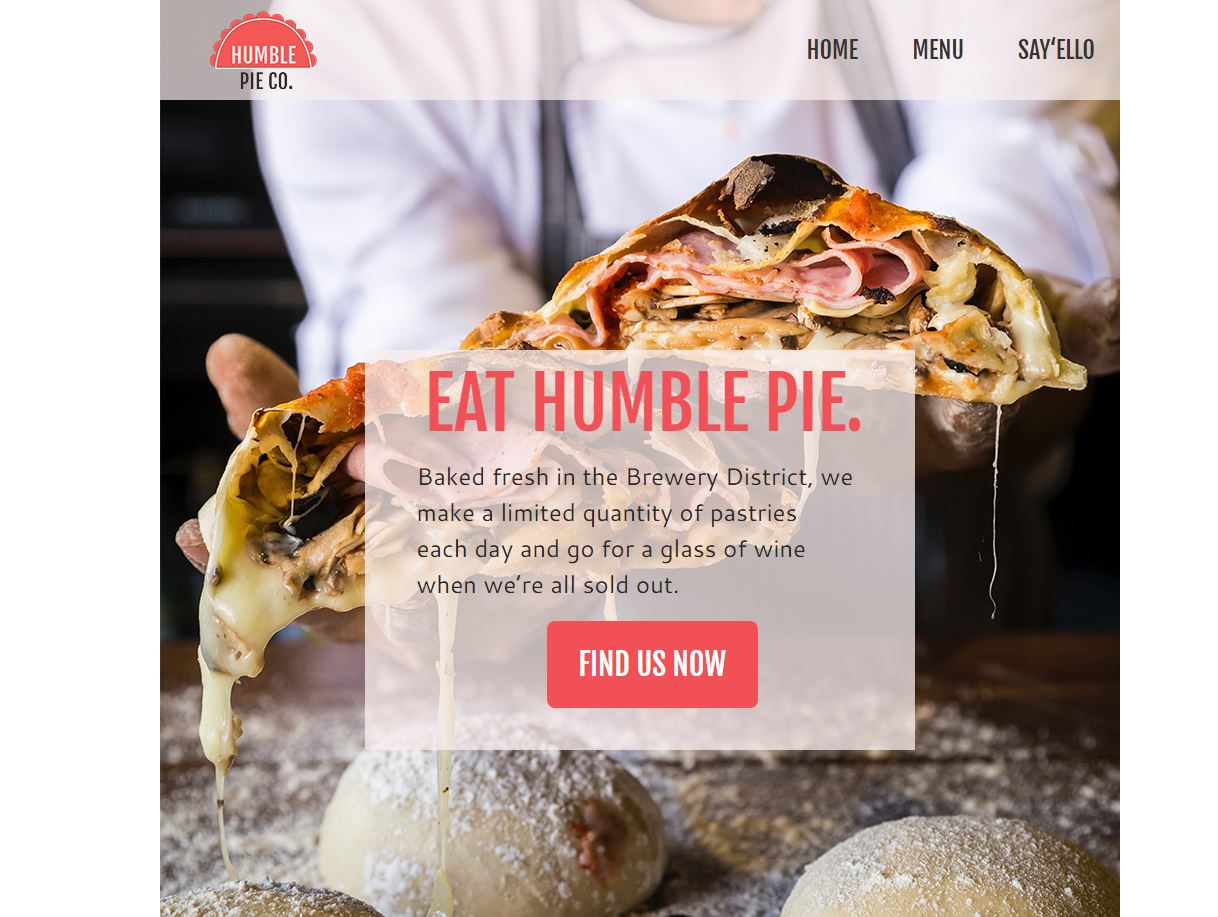 HUMBLE
PIE CO.
HOME MENU SAY‘ELLO
EAT HUMBLE PIE.
Baked fresh in the Brewery District, we
make a limited quantity of pastries
each day and go for a glass of wine
when we’re all sold out.
FIND US NOW